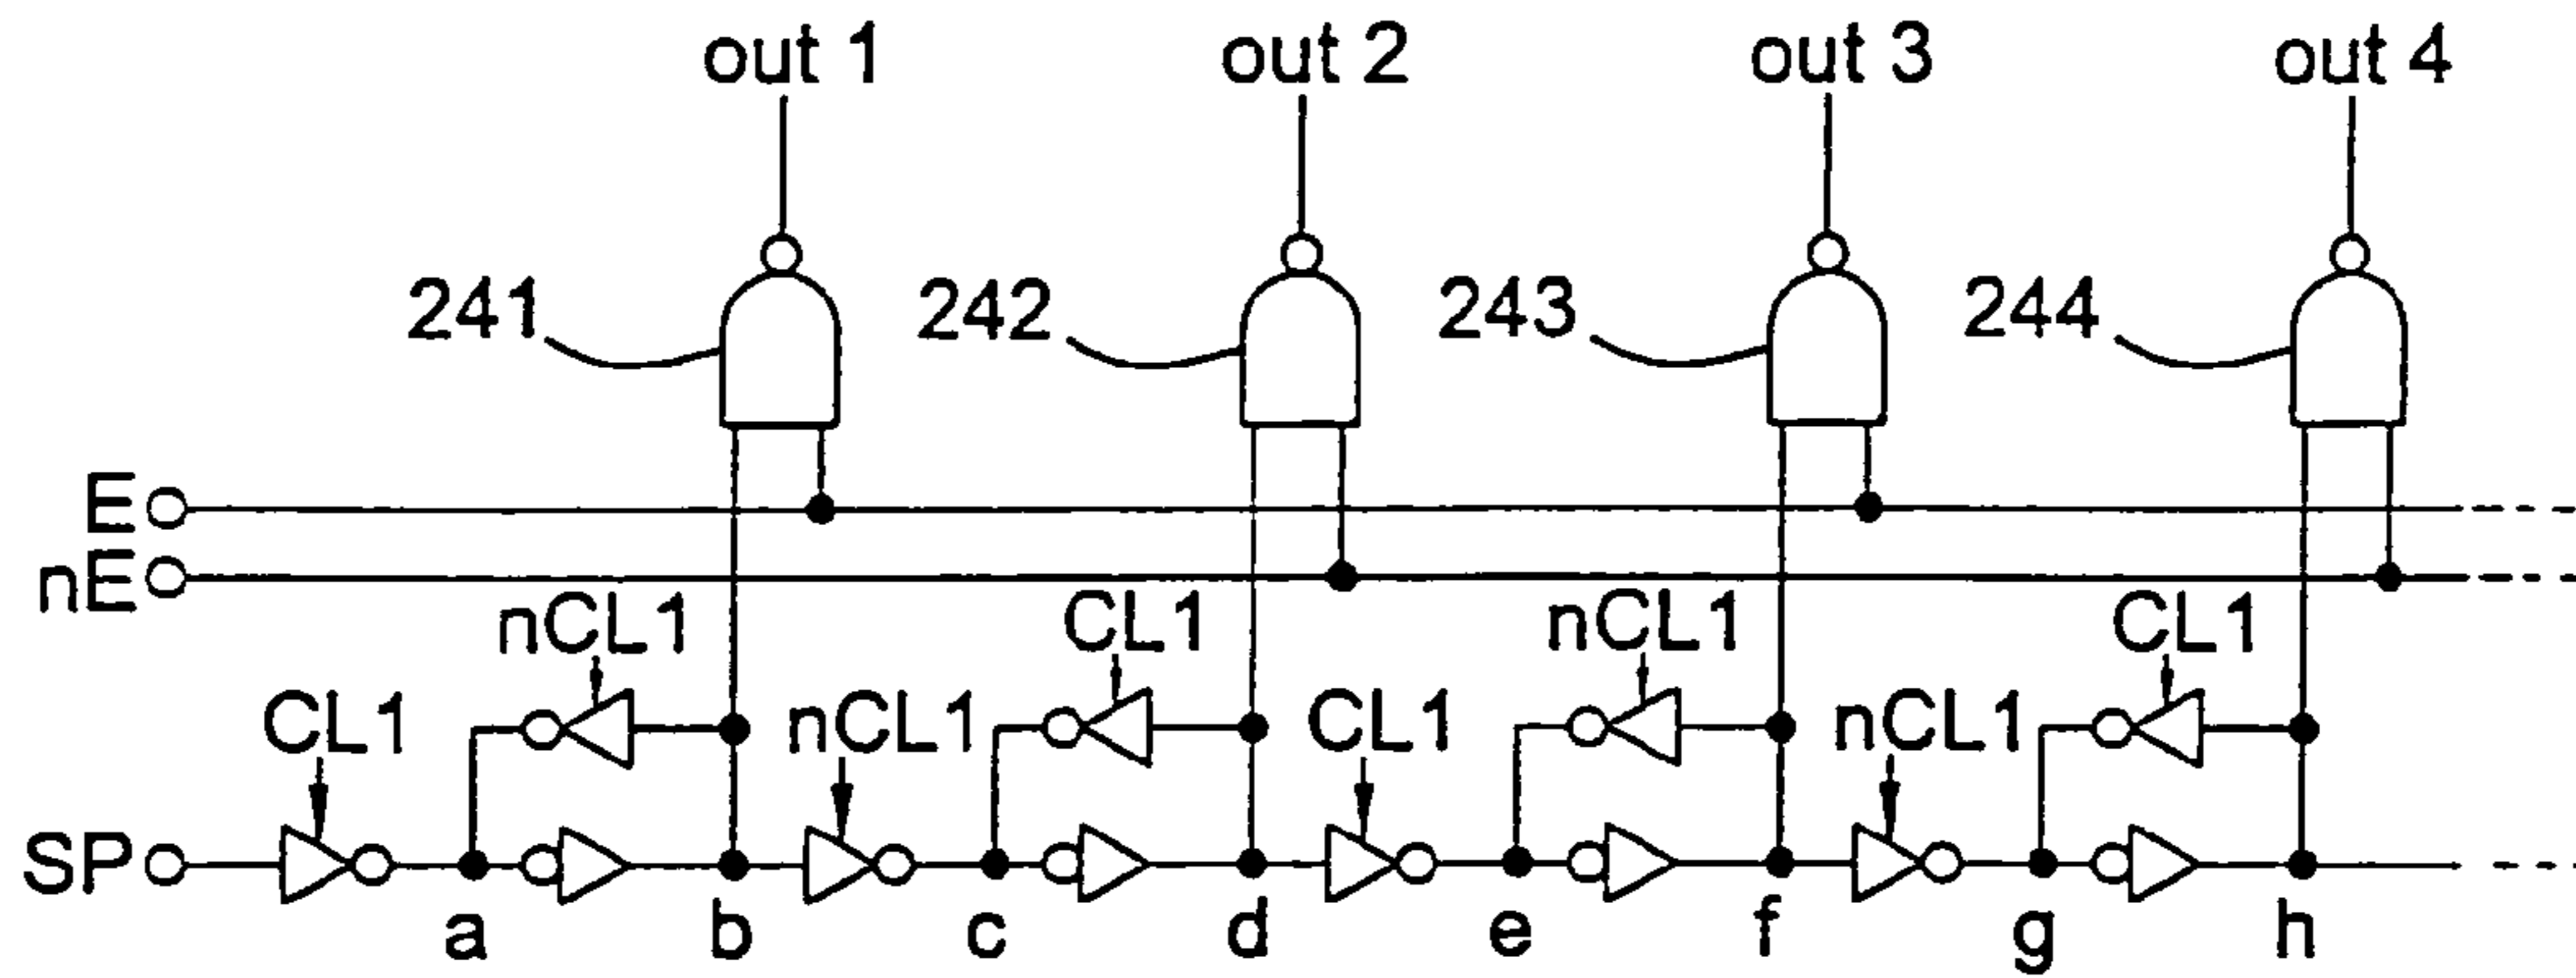 out 1 out 2 out 3 out 4
241 242 243 244
E
nE
nCL1 CL1 nCL1 CL1
CL1 nCL1 CL1 nCL1
SP
a b c d e f g h